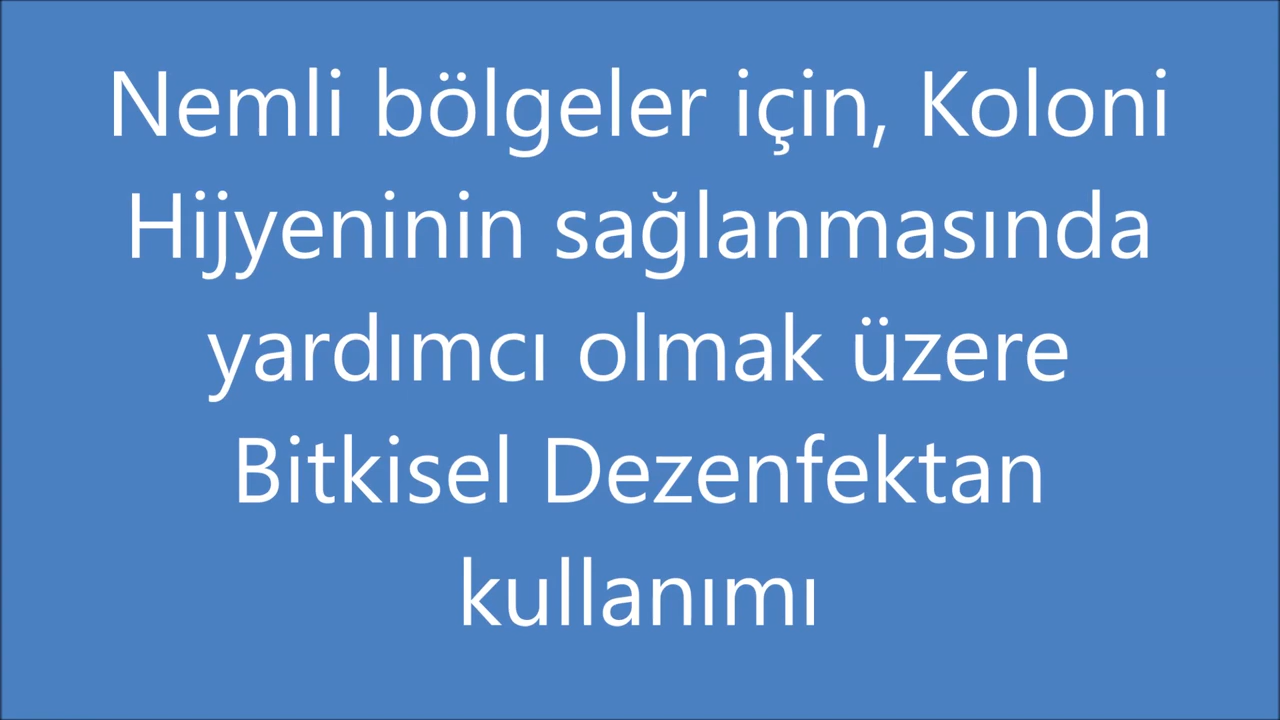 Nemli bölgeler için, Koloni
Hijyeninin sağlanmasında
yardımcı olmak üzere
Bitkisel Dezenfektan
kullanımı